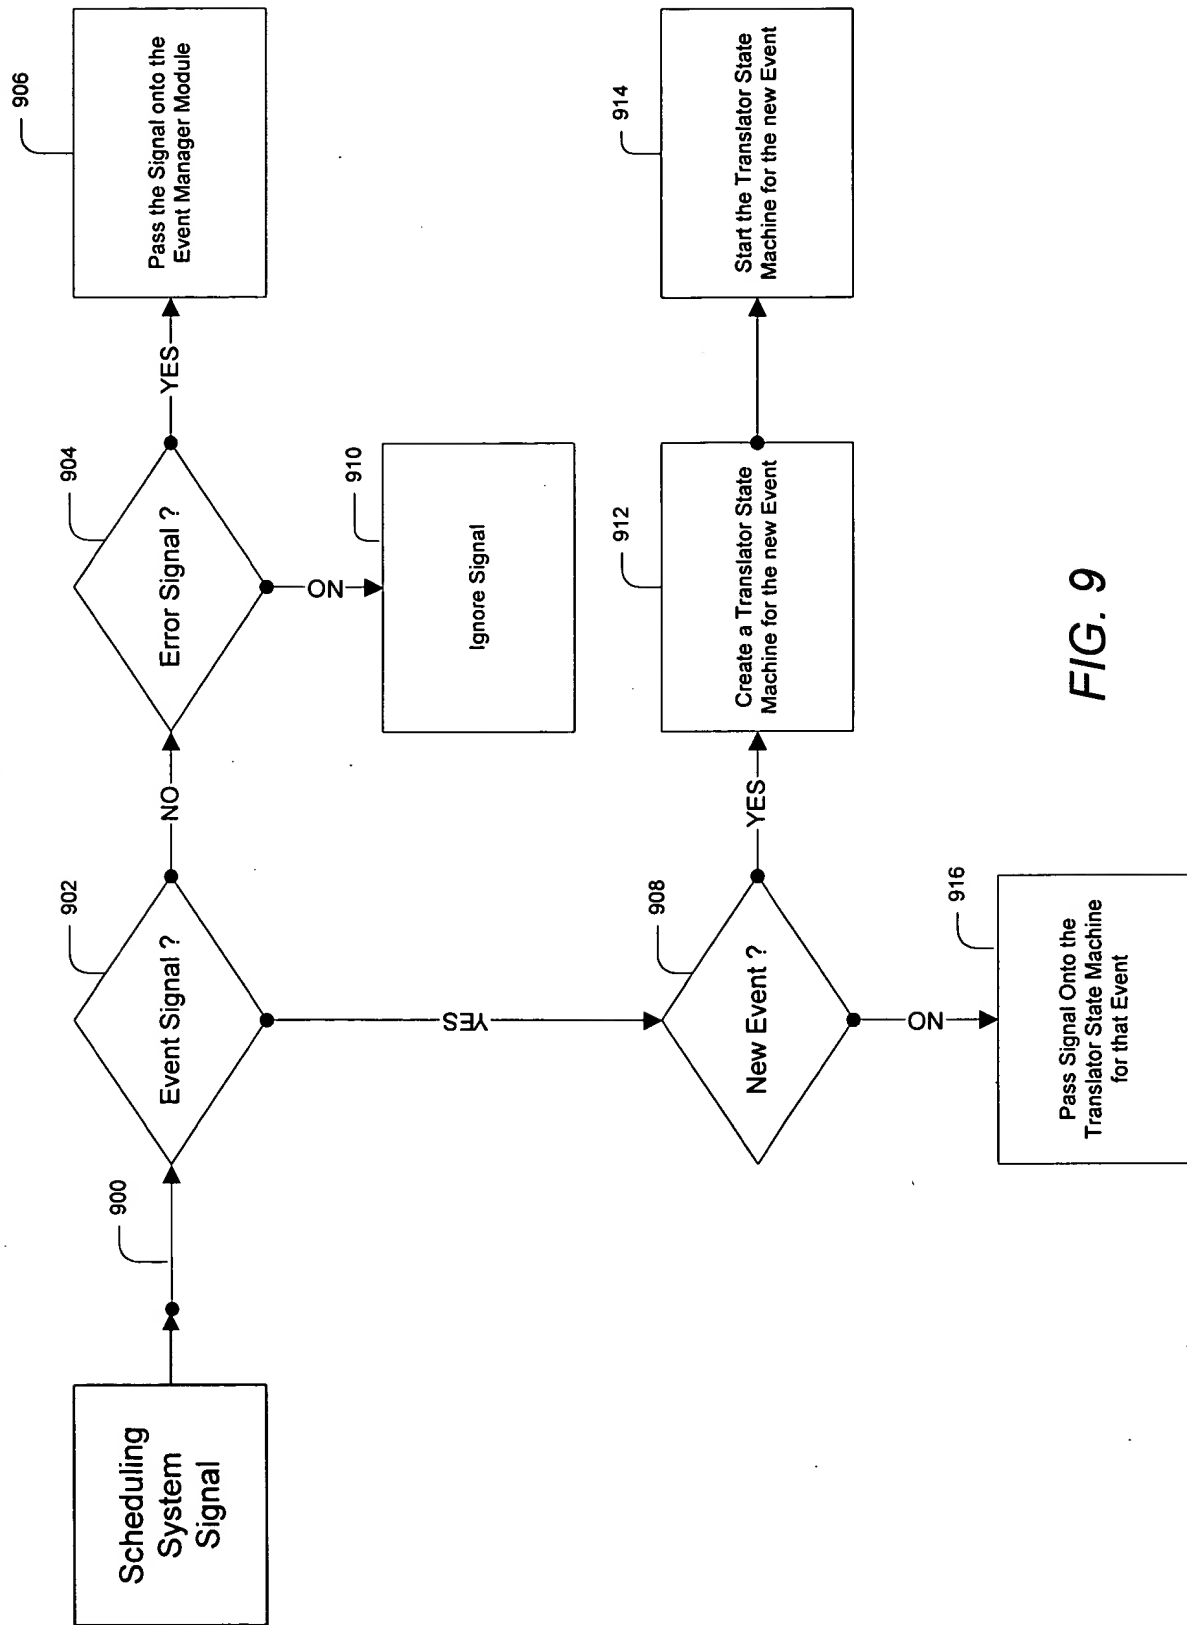 Scheduling
System
Signal
900
Event Signal ?
902
NO
Error Signal ?
904
YES
Pass the Signal onto the
Event Manager Module
906
NO
Ignore Signal
910
YES
New Event ?
908
YES
Create a Translator State
Machine for the new Event
912
Start the Translator State
Machine for the new Event
914
NO
Pass Signal Onto the
Translator State Machine
for that Event
916
FIG. 9